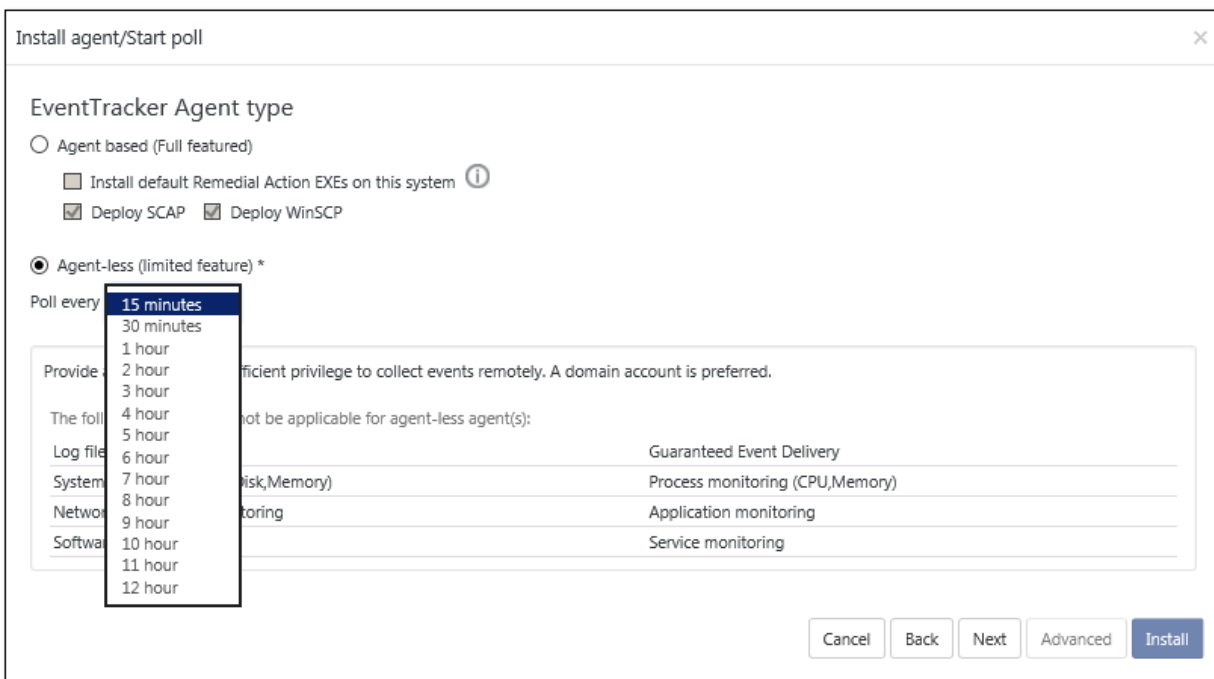 Install agent/Start poll
EventTracker Agent type
Agent based (Full featured)
Install default Remedial Action EXEs on this system
Deploy SCAP Deploy WinSCP
Agent-less (limited feature) *
Poll every
15 minutes
30 minutes
1 hour
2 hour
3 hour
4 hour
5 hour
6 hour
7 hour
8 hour
9 hour
10 hour
11 hour
12 hour
Provide ficient privilege to collect events remotely. A domain account is preferred.
The foll ot be applicable for agent-less agent(s):
Log file Guaranteed Event Delivery
System isk,Memory) Process monitoring (CPU,Memory)
Networ toring Application monitoring
Softwa Service monitoring
Cancel Back Next Advanced Install